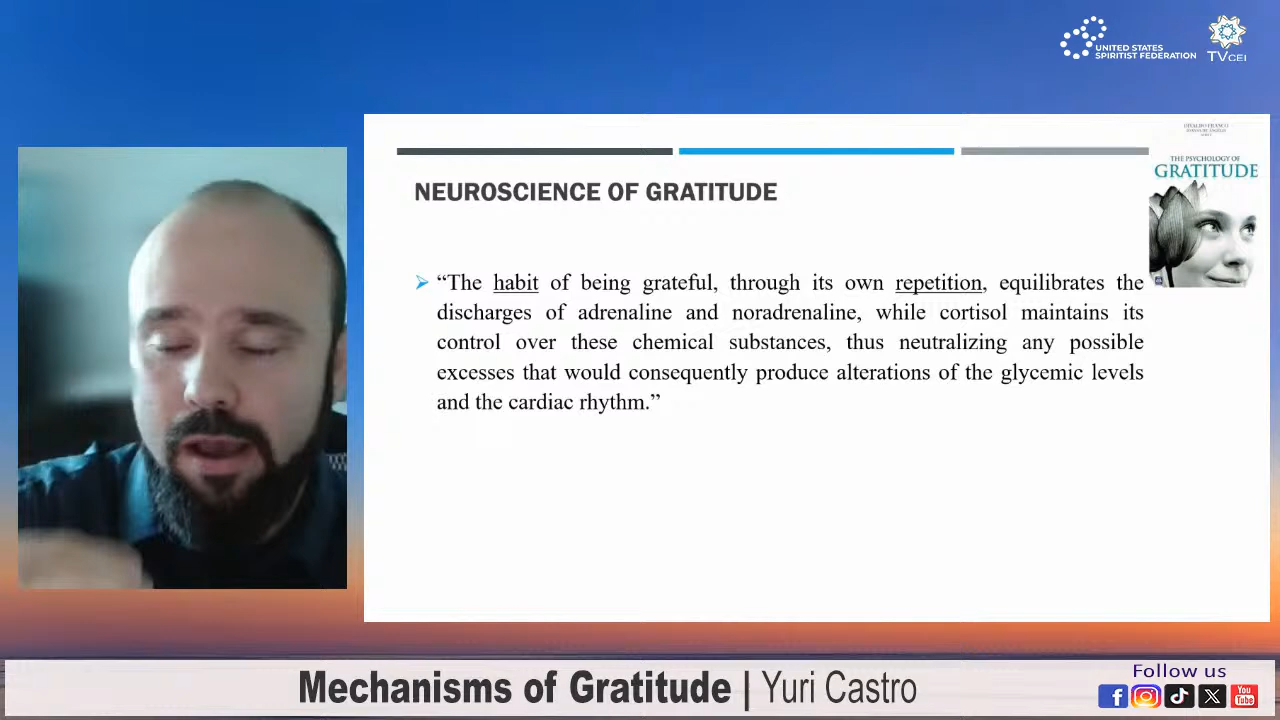 UNITED STATES
SPIRITIST FEDERATION
TVCEI
THE PSYCHOLOGY OF
GRATITUDE
NEUROSCIENCE OF GRATITUDE
“The habit of being grateful, through its own repetition, equilibrates the
discharges of adrenaline and noradrenaline, while cortisol maintains its
control over these chemical substances, thus neutralizing any possible
excesses that would consequently produce alterations of the glycemic levels
and the cardiac rhythm.”
Mechanisms of Gratitude | Yuri Castro
Follow us
You
Tube